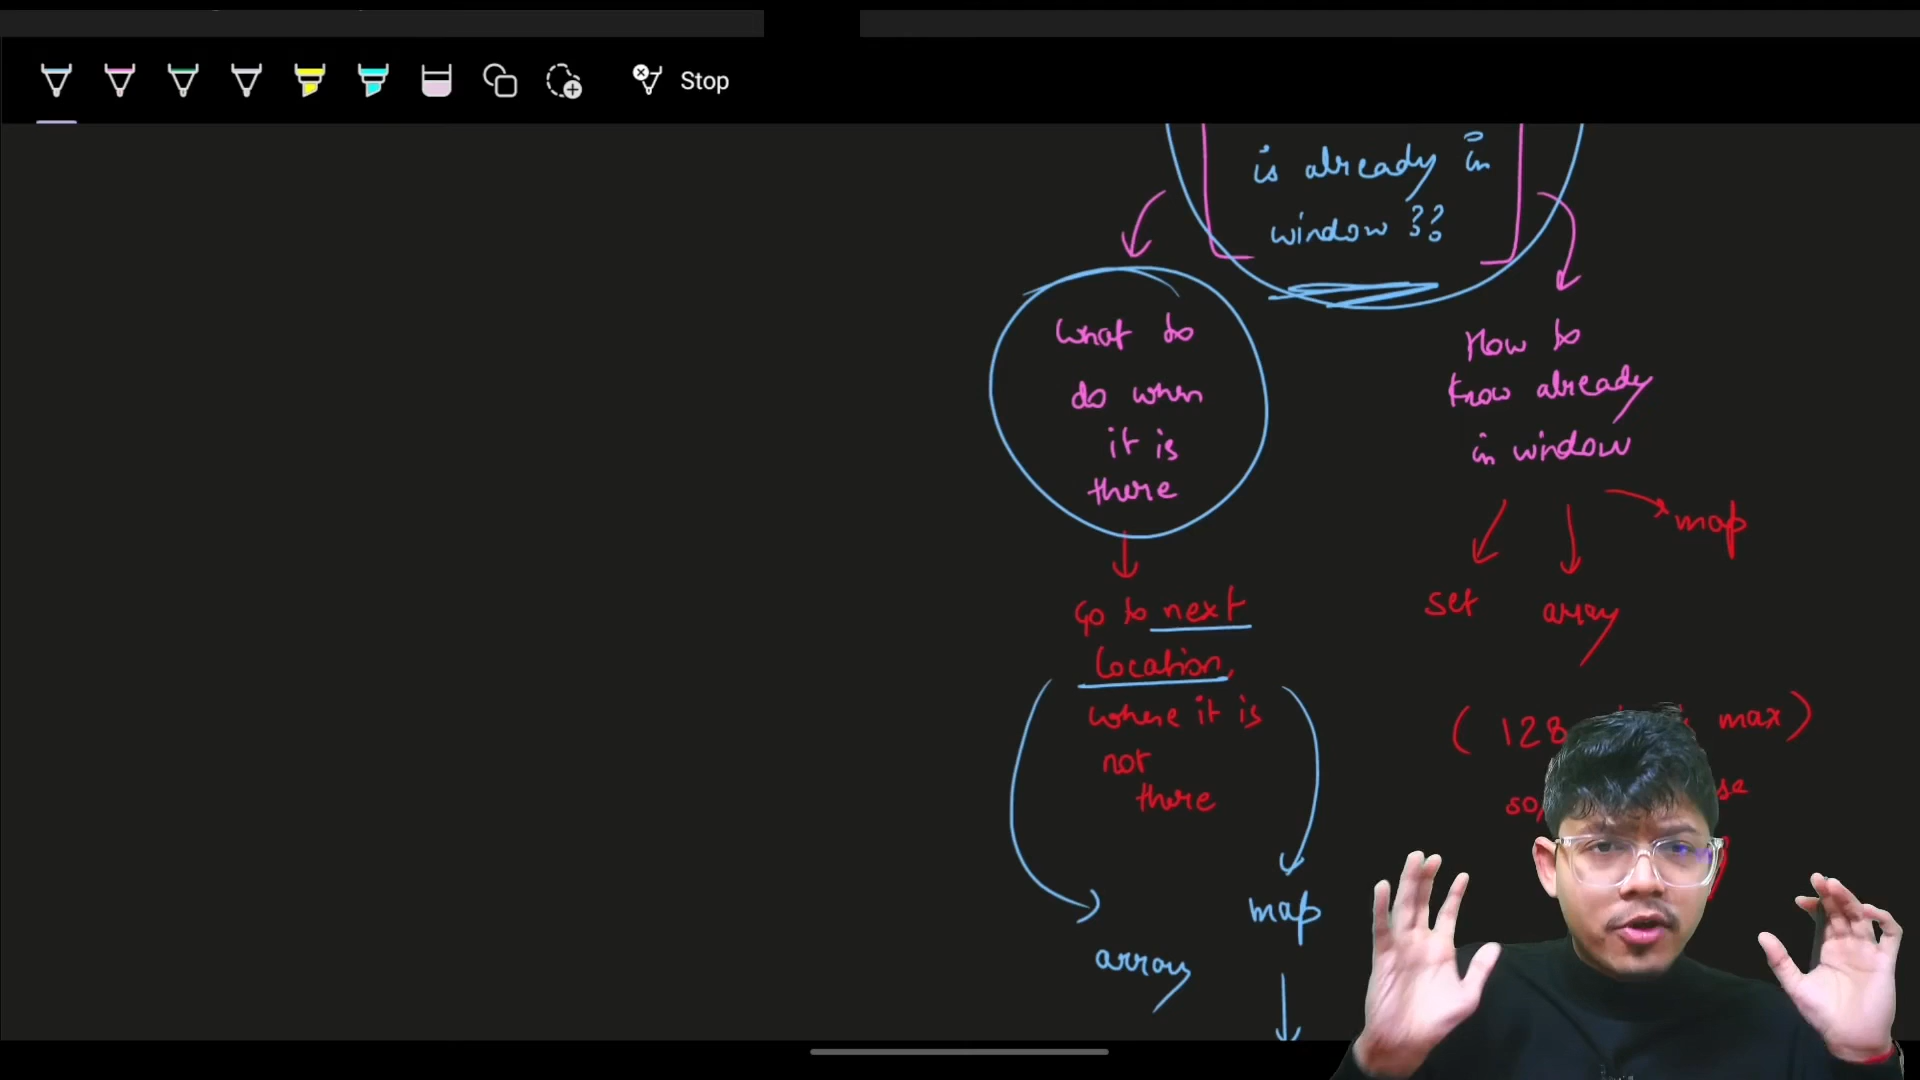 Stop
is already in
window ??
What to
do when
it is
there
How to
know already
in window
map
set
array
Go to next
location,
where it is
not
there
(128 max)
so,
map
array